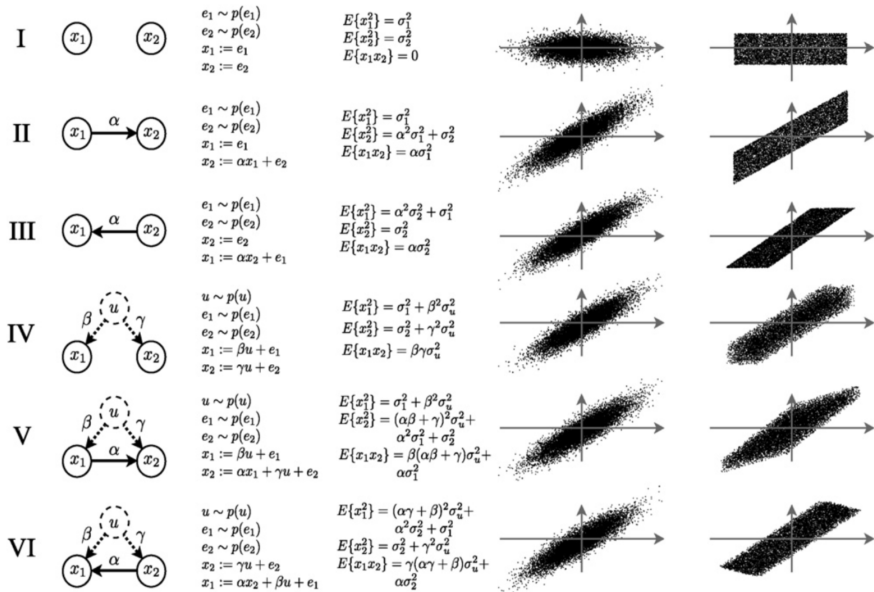 I
x₁ x₂
e₁ ∼ p(e₁)
e₂ ∼ p(e₂)
x₁ := e₁
x₂ := e₂
E{x₁²} = σ₁²
E{x₂²} = σ₂²
E{x₁x₂} = 0
II
x₁ α x₂
e₁ ∼ p(e₁)
e₂ ∼ p(e₂)
x₁ := e₁
x₂ := αx₁ + e₂
E{x₁²} = σ₁²
E{x₂²} = α²σ₁² + σ₂²
E{x₁x₂} = ασ₁²
III
x₁ α x₂
e₁ ∼ p(e₁)
e₂ ∼ p(e₂)
x₂ := e₂
x₁ := αx₂ + e₁
E{x₁²} = α²σ₂² + σ₁²
E{x₂²} = σ₂²
E{x₁x₂} = ασ₂²
IV
u
β γ
x₁ x₂
u ∼ p(u)
e₁ ∼ p(e₁)
e₂ ∼ p(e₂)
x₁ := βu + e₁
x₂ := γu + e₂
E{x₁²} = σ₁² + β²σᵤ²
E{x₂²} = σ₂² + γ²σᵤ²
E{x₁x₂} = βγσᵤ²
V
u
β γ
x₁ α x₂
u ∼ p(u)
e₁ ∼ p(e₁)
e₂ ∼ p(e₂)
x₁ := βu + e₁
x₂ := αx₁ + γu + e₂
E{x₁²} = σ₁² + β²σᵤ²
E{x₂²} = (αβ + γ)²σᵤ² +
α²σ₁² + σ₂²
E{x₁x₂} = β(αβ + γ)σᵤ² +
ασ₁²
VI
u
β γ
x₁ α x₂
u ∼ p(u)
e₁ ∼ p(e₁)
e₂ ∼ p(e₂)
x₂ := γu + e₂
x₁ := αx₂ + βu + e₁
E{x₁²} = (αγ + β)²σᵤ² +
α²σ₂² + σ₁²
E{x₂²} = σ₂² + γ²σᵤ²
E{x₁x₂} = γ(αγ + β)σᵤ² +
ασ₂²